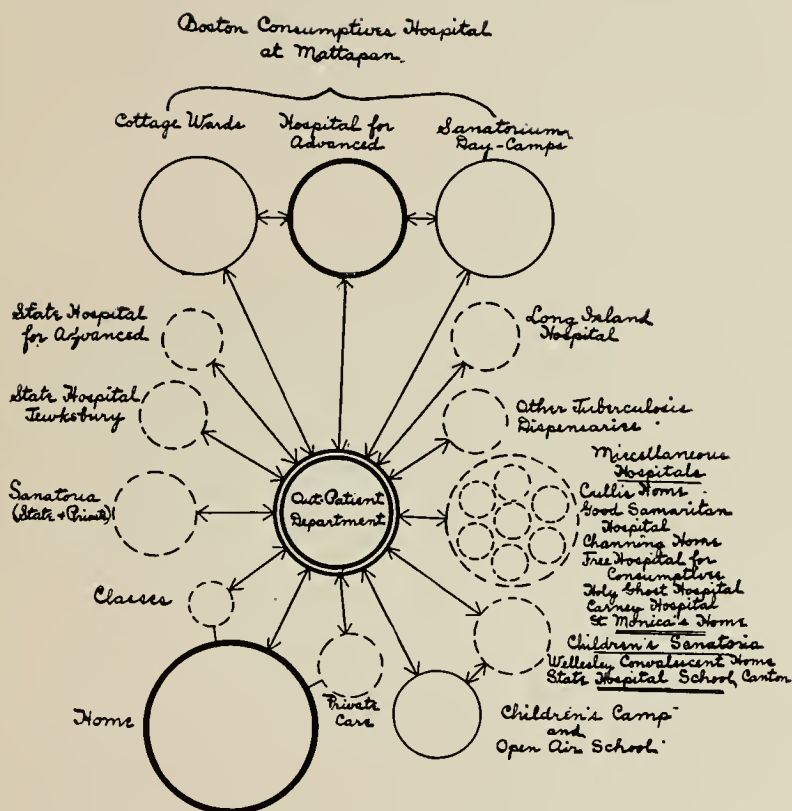 Boston Consumptives Hospital
at Mattapan.
Cottage Wards
Hospital for
Advanced
Sanatorium
Day-Camps
State Hospital
for Advanced
Long Island
Hospital
State Hospital
Tewksbury
Other Tuberculosis
Dispensaries
Sanatoria
(State & Private)
Out-Patient
Department
Miscellaneous
Hospitals
Cullis Home
Good Samaritan
Hospital
Channing Home
Free Hospital for
Consumptives
Holy Ghost Hospital
Carney Hospital
St Monica's Home
Children's Sanatoria
Wellesley Convalescent Home
State Hospital School, Canton
Classes
Home
Private
Care
Children's Camp
and
Open Air School